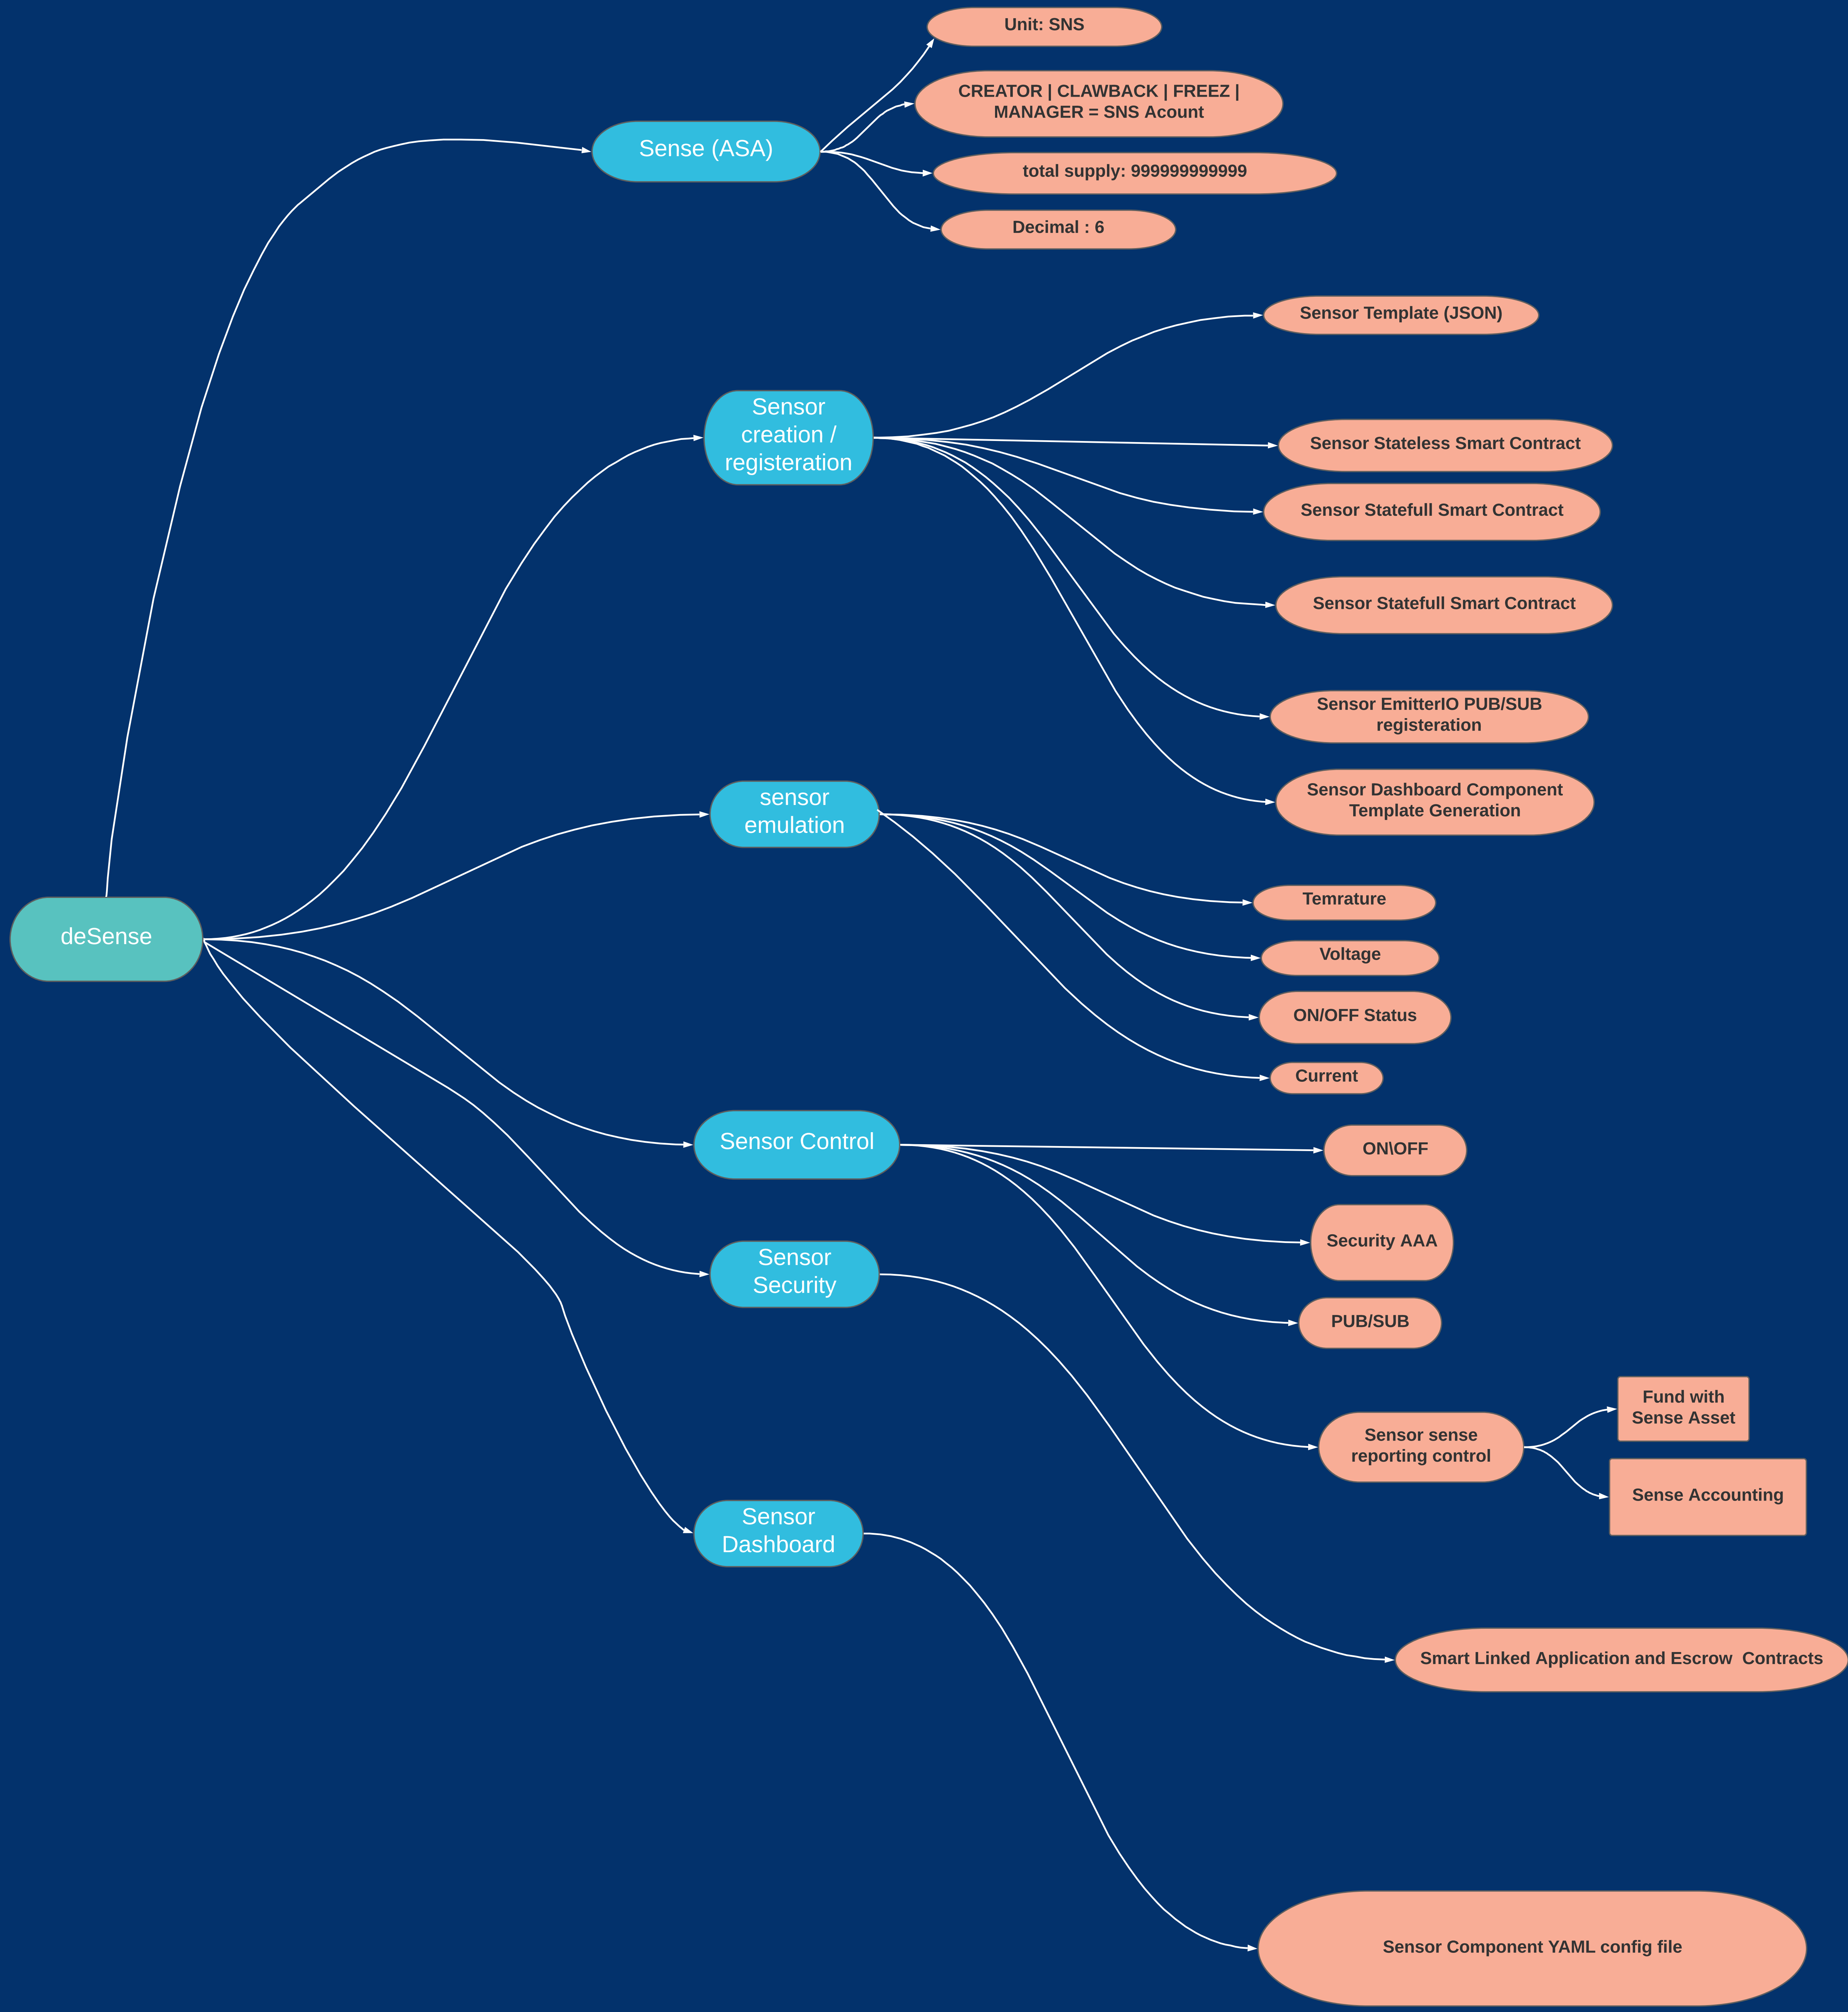 Unit: SNS
CREATOR | CLAWBACK | FREEZ |
MANAGER = SNS Acount
Sense (ASA)
total supply: 999999999999
Decimal : 6
Sensor Template (JSON)
Sensor
creation /
registeration
Sensor Stateless Smart Contract
Sensor Statefull Smart Contract
Sensor Statefull Smart Contract
Sensor EmitterIO PUB/SUB
registeration
Sensor Dashboard Component
Template Generation
sensor
emulation
Temrature
Voltage
ON/OFF Status
Current
deSense
Sensor Control
ON\OFF
Security AAA
PUB/SUB
Sensor sense
reporting control
Fund with
Sense Asset
Sense Accounting
Sensor
Security
Smart Linked Application and Escrow  Contracts
Sensor
Dashboard
Sensor Component YAML config file